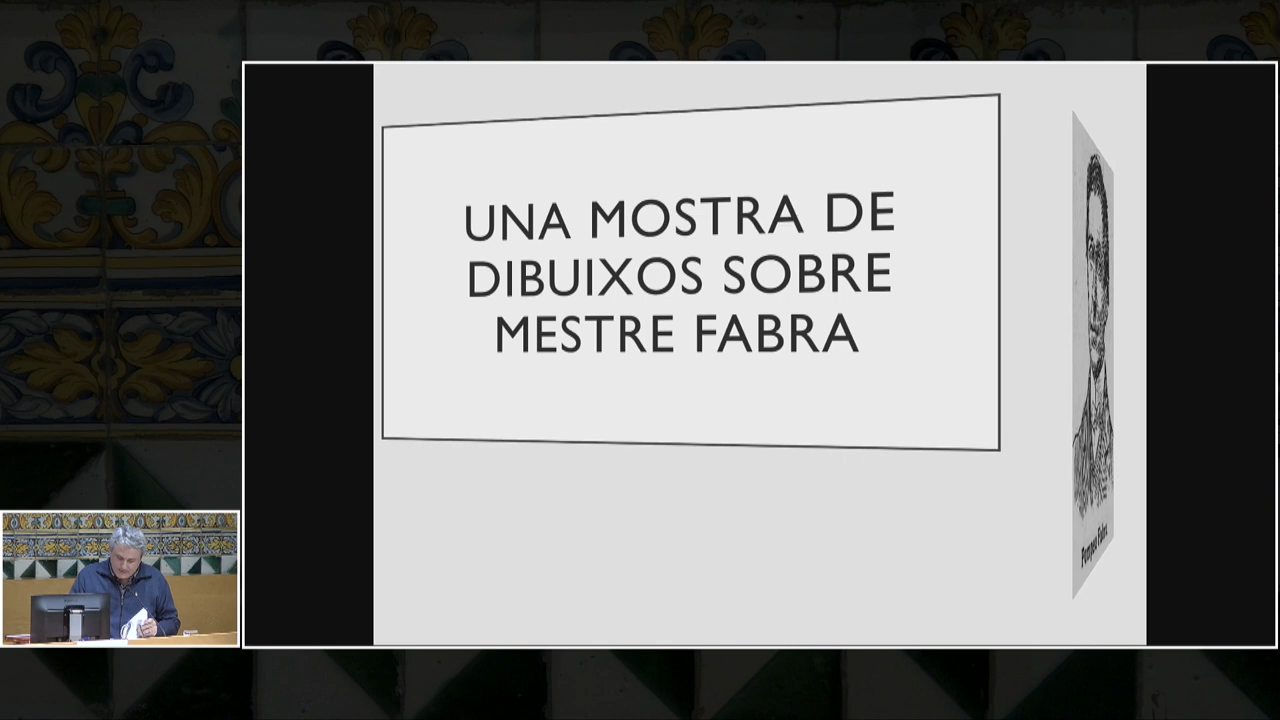 UNA MOSTRA DE
DIBUIXOS SOBRE
MESTRE FABRA
Pompeu Fabra